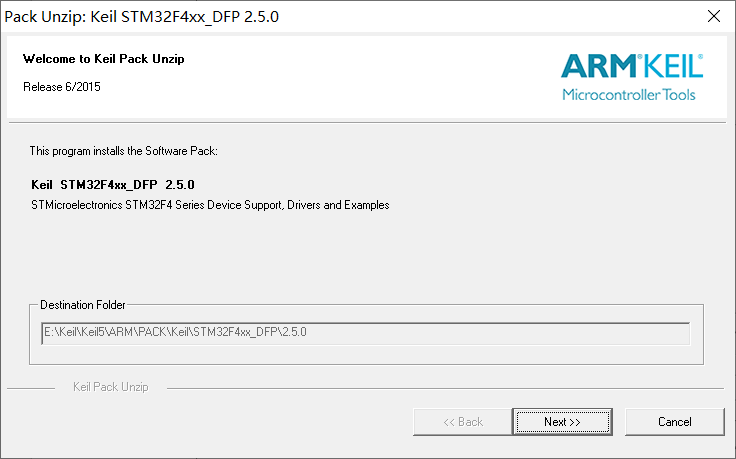 Pack Unzip: Keil STM32F4xx_DFP 2.5.0
Welcome to Keil Pack Unzip
Release 6/2015
ARM KEIL®
Microcontroller Tools
This program installs the Software Pack:
Keil STM32F4xx_DFP 2.5.0
STMicroelectronics STM32F4 Series Device Support, Drivers and Examples
Destination Folder
E:\Keil\Keil5\ARM\PACK\Keil\STM32F4xx_DFP\2.5.0
Keil Pack Unzip
<< Back
Next >>
Cancel